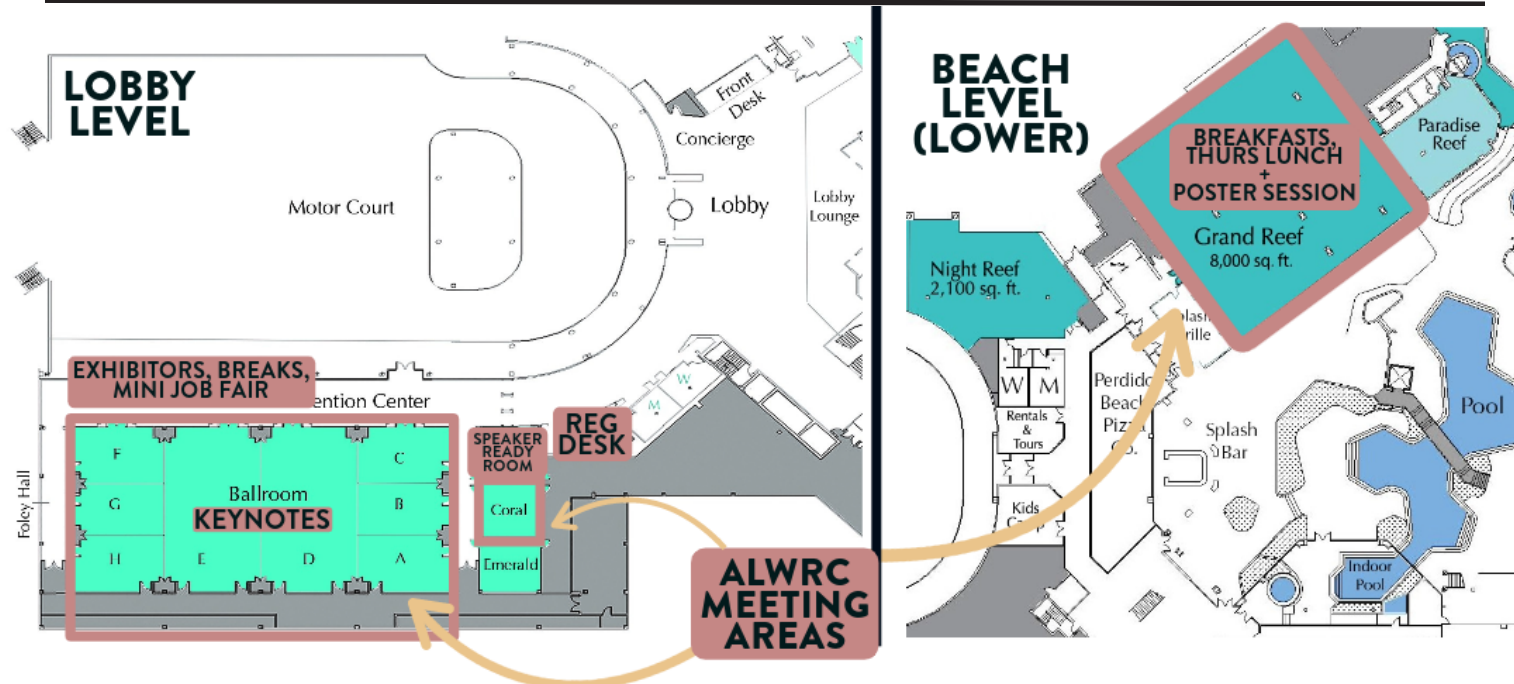 LOBBY
LEVEL
Front
Desk
Concierge
Motor Court
Lobby
Lobby
Lounge
EXHIBITORS, BREAKS,
MINI JOB FAIR
ention Center
W
M
REG
DESK
SPEAKER
READY
ROOM
F
C
Ballroom
G
B
KEYNOTES
Coral
Foley Hall
H
E
D
A
Emerald
ALWRC
MEETING
AREAS
BEACH
LEVEL
(LOWER)
BREAKFASTS,
THURS LUNCH
+
POSTER SESSION
Paradise
Reef
Grand Reef
8,000 sq. ft.
Night Reef
2,100 sq. ft.
M
W
M
Rentals
&
Tours
Perdido
Beach
Pizza
Co.
Splash
Bar
Pool
Kids
Indoor
Pool